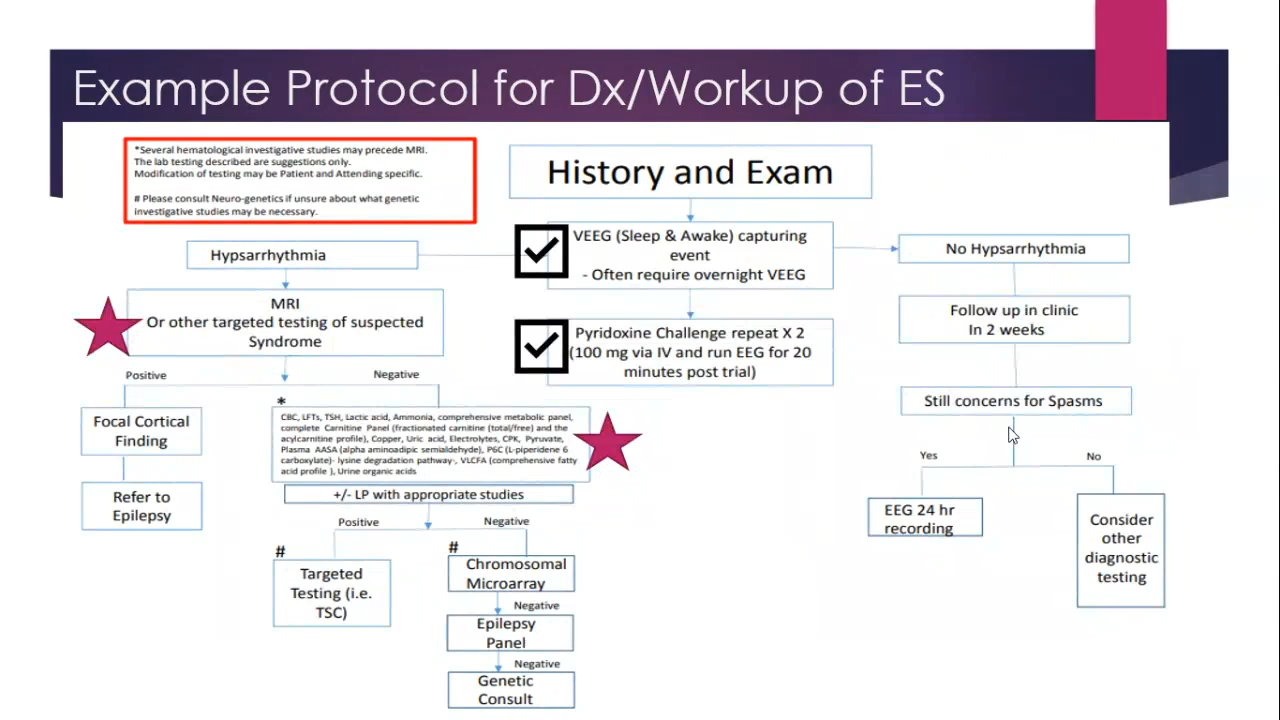 Example Protocol for Dx/Workup of ES
*Several hematological investigative studies may precede MRI.
The lab testing described are suggestions only.
Modification of testing may be Patient and Attending specific.
# Please consult Neuro-genetics if unsure about what genetic
investigative studies may be necessary.
History and Exam
VEEG (Sleep & Awake) capturing
event
- Often require overnight VEEG
Hypsarrhythmia
No Hypsarrhythmia
MRI
Or other targeted testing of suspected
Syndrome
Pyridoxine Challenge repeat X 2
(100 mg via IV and run EEG for 20
minutes post trial)
Follow up in clinic
In 2 weeks
Positive
Negative
Still concerns for Spasms
Focal Cortical
Finding
*
CBC, LFTs, TSH, Lactic acid, Ammonia, comprehensive metabolic panel,
complete Carnitine Panel (fractionated carnitine (total/free) and the
acylcarnitine profile), Copper, Uric acid, Electrolytes, CPK, Pyruvate,
Plasma AASA (alpha aminoadipic semialdehyde), P6C (L-piperidene 6
carboxylate)- lysine degradation pathway-, VLCFA (comprehensive fatty
acid profile ), Urine organic acids
Yes
No
Refer to
Epilepsy
+/- LP with appropriate studies
EEG 24 hr
recording
Consider
other
diagnostic
testing
Positive
Negative
#
Targeted
Testing (i.e.
TSC)
#
Chromosomal
Microarray
Negative
Epilepsy
Panel
Negative
Genetic
Consult